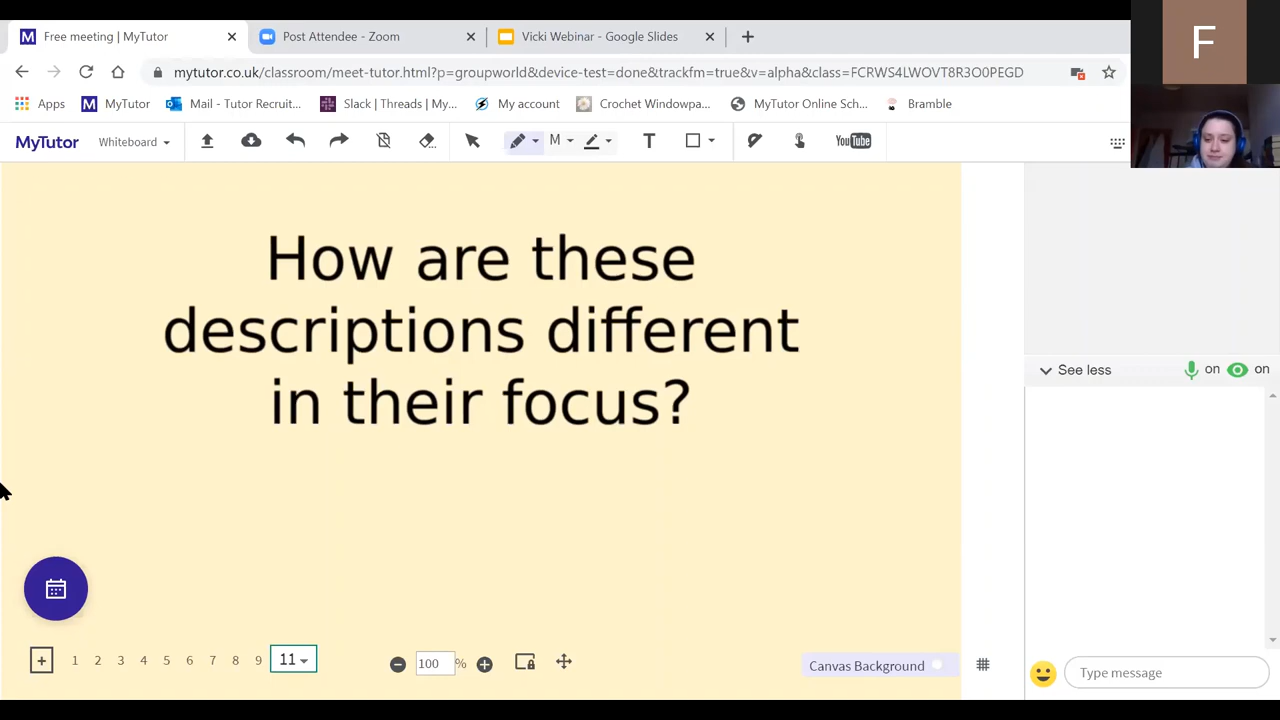 Free meeting | MyTutor
Post Attendee - Zoom
Vicki Webinar - Google Slides
F
mytutor.co.uk/classroom/meet-tutor.html?p=groupworld&device-test=done&trackfm=true&v=alpha&class=FCRWS4LWOVT8R3O0PEGD
Apps
MyTutor
Mail - Tutor Recruit...
Slack | Threads | My...
My account
Crochet Windowpa...
MyTutor Online Sch...
Bramble
MyTutor
Whiteboard
M
T
You Tube
How are these
descriptions different
in their focus?
See less
on
on
1 2 3 4 5 6 7 8 9 11
100 %
Canvas Background
Type message